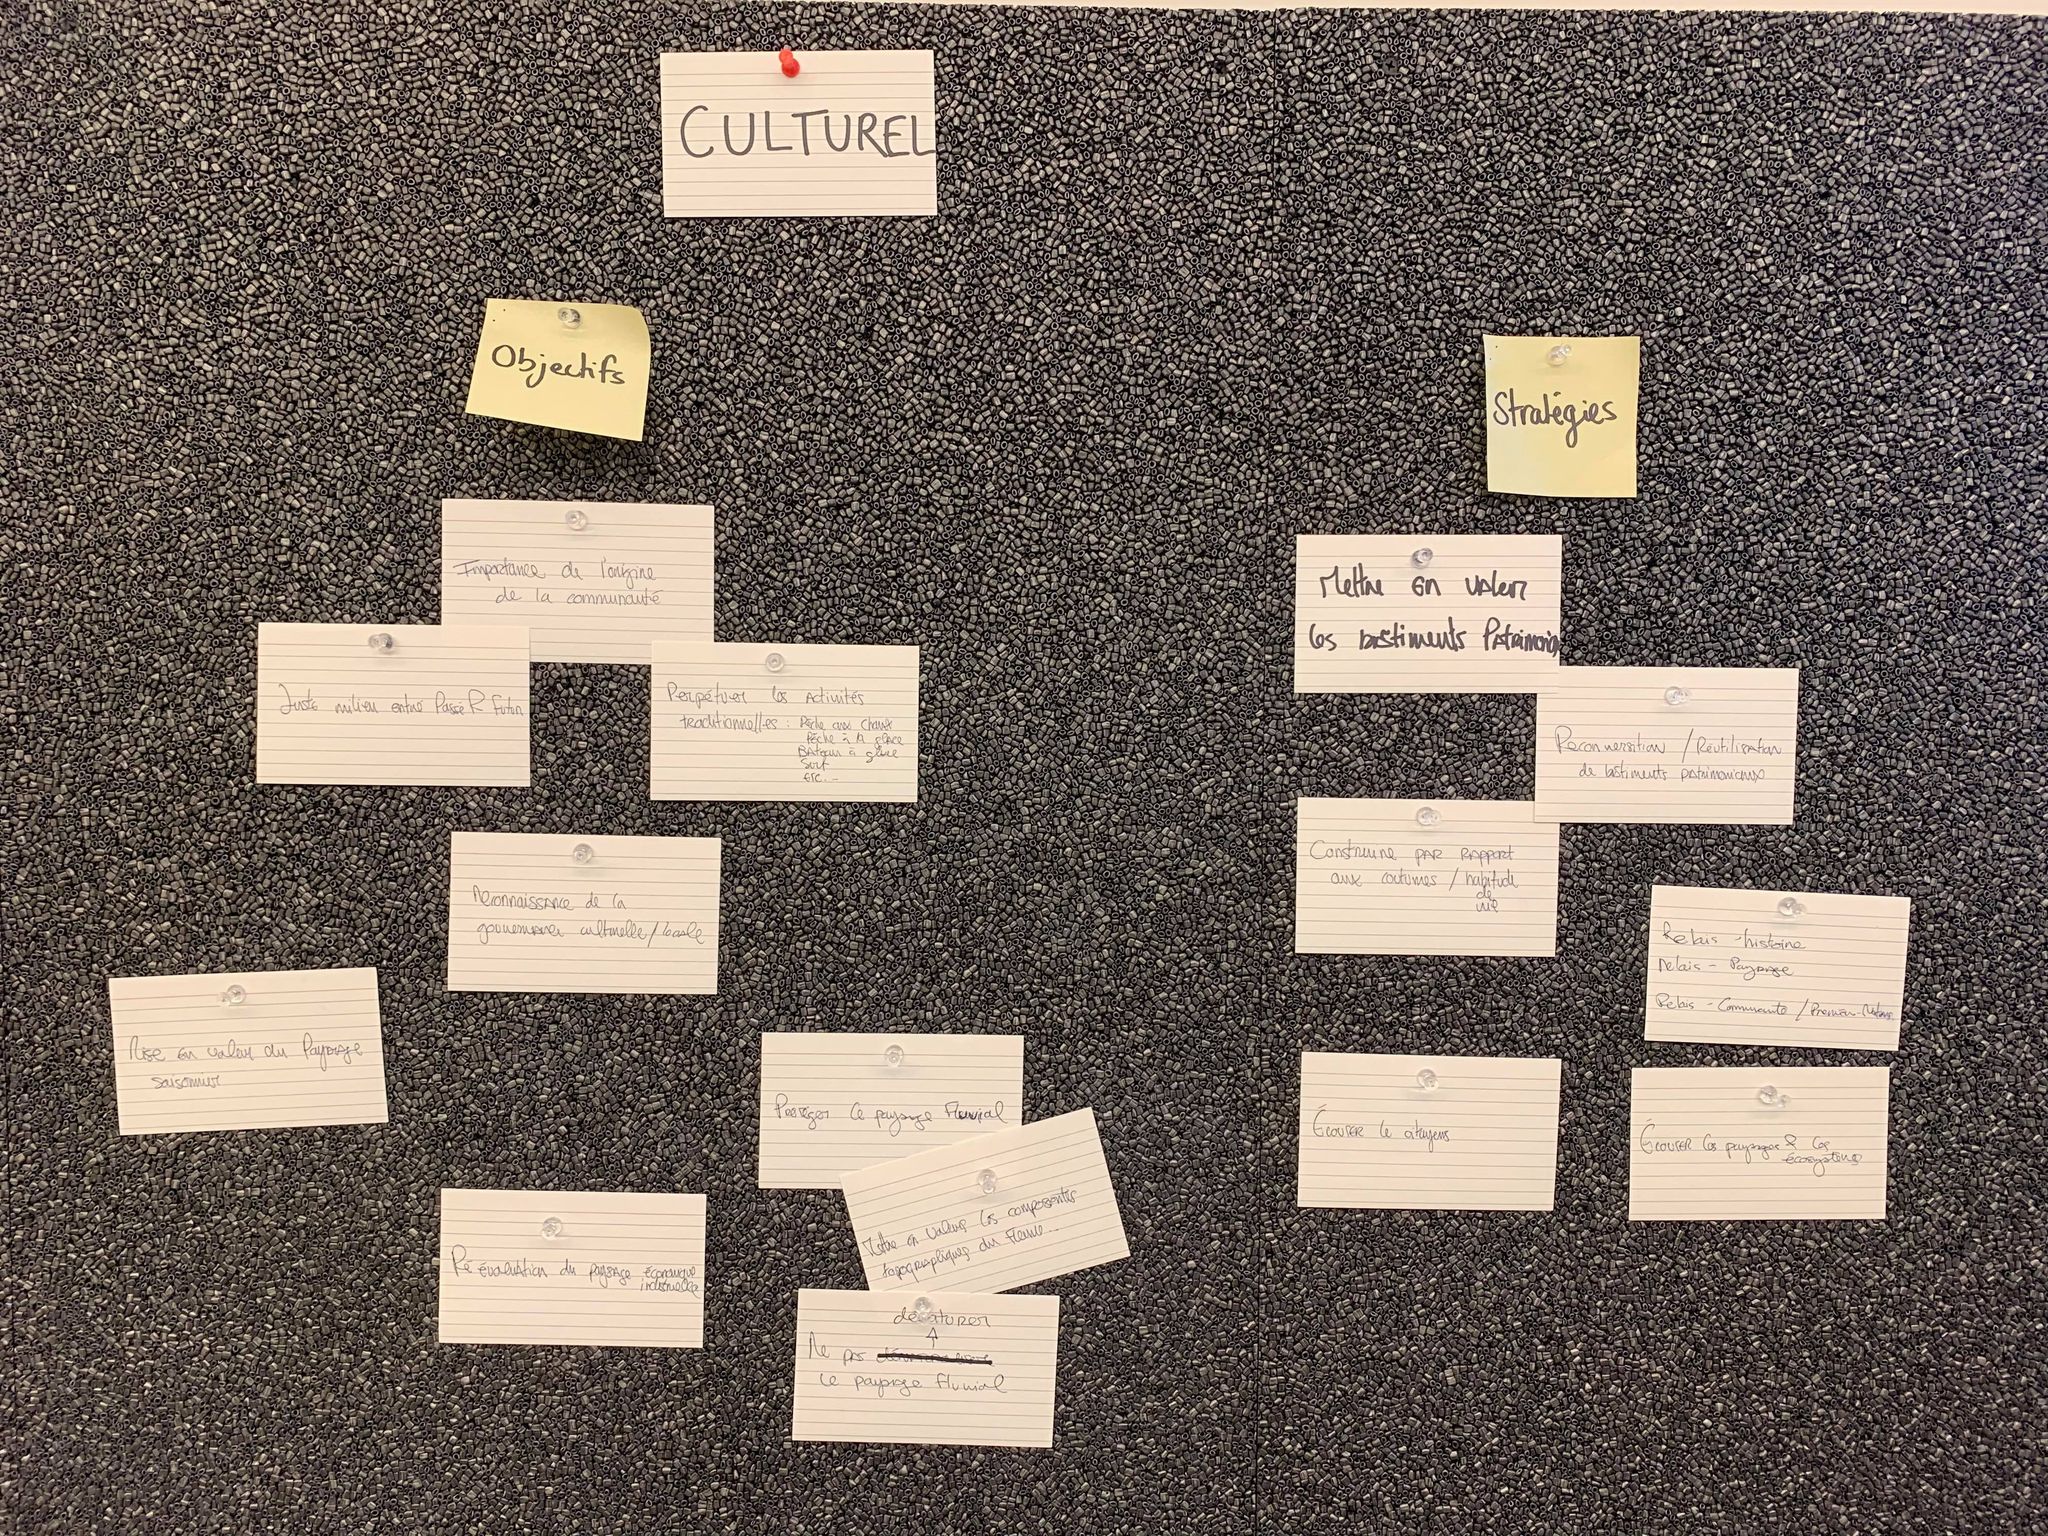 CULTUREL
Objectifs
Importance de l'origine
de la communauté
Juste milieu entre Passé & Futur
Perpétuer les Activités
traditionnelles : Pêche aux
Pêche à la glace
Bateau à glace
Surf
etc...
Reconnaissance de la
gouvernance culturelle / locale
Mise en valeur du Paysage
saisonnier
Protéger le paysage Fluvial
Mettre en valeur les composantes
topographiques du Fleuve...
Ré évaluation du paysage économique
industrielle
dénaturer
Ne pas
le paysage Fluvial
Stratégies
Mettre en valeur
les bâtiments Patrimoniaux
Reconversion / Réutilisation
de bâtiments patrimoniaux
Construire par rapport
aux coutumes / habitude
de
vie
Relais - histoire
Relais - Paysage
Relais - Communauté / Premières-Nations
Écouter le citoyens
Écouter les paysages & les
écosystèmes